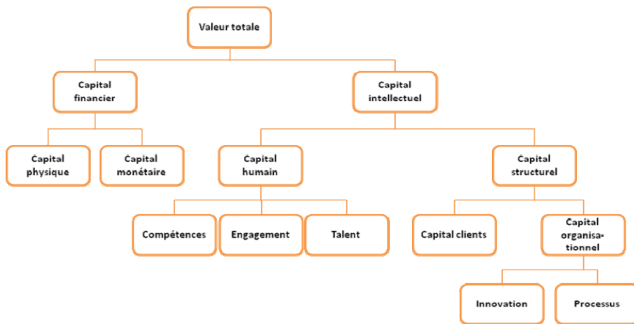 Valeur totale
Capital
financier
Capital
intellectuel
Capital
physique
Capital
monétaire
Capital
humain
Capital
structurel
Compétences
Engagement
Talent
Capital clients
Capital
organisa-
tionnel
Innovation
Processus